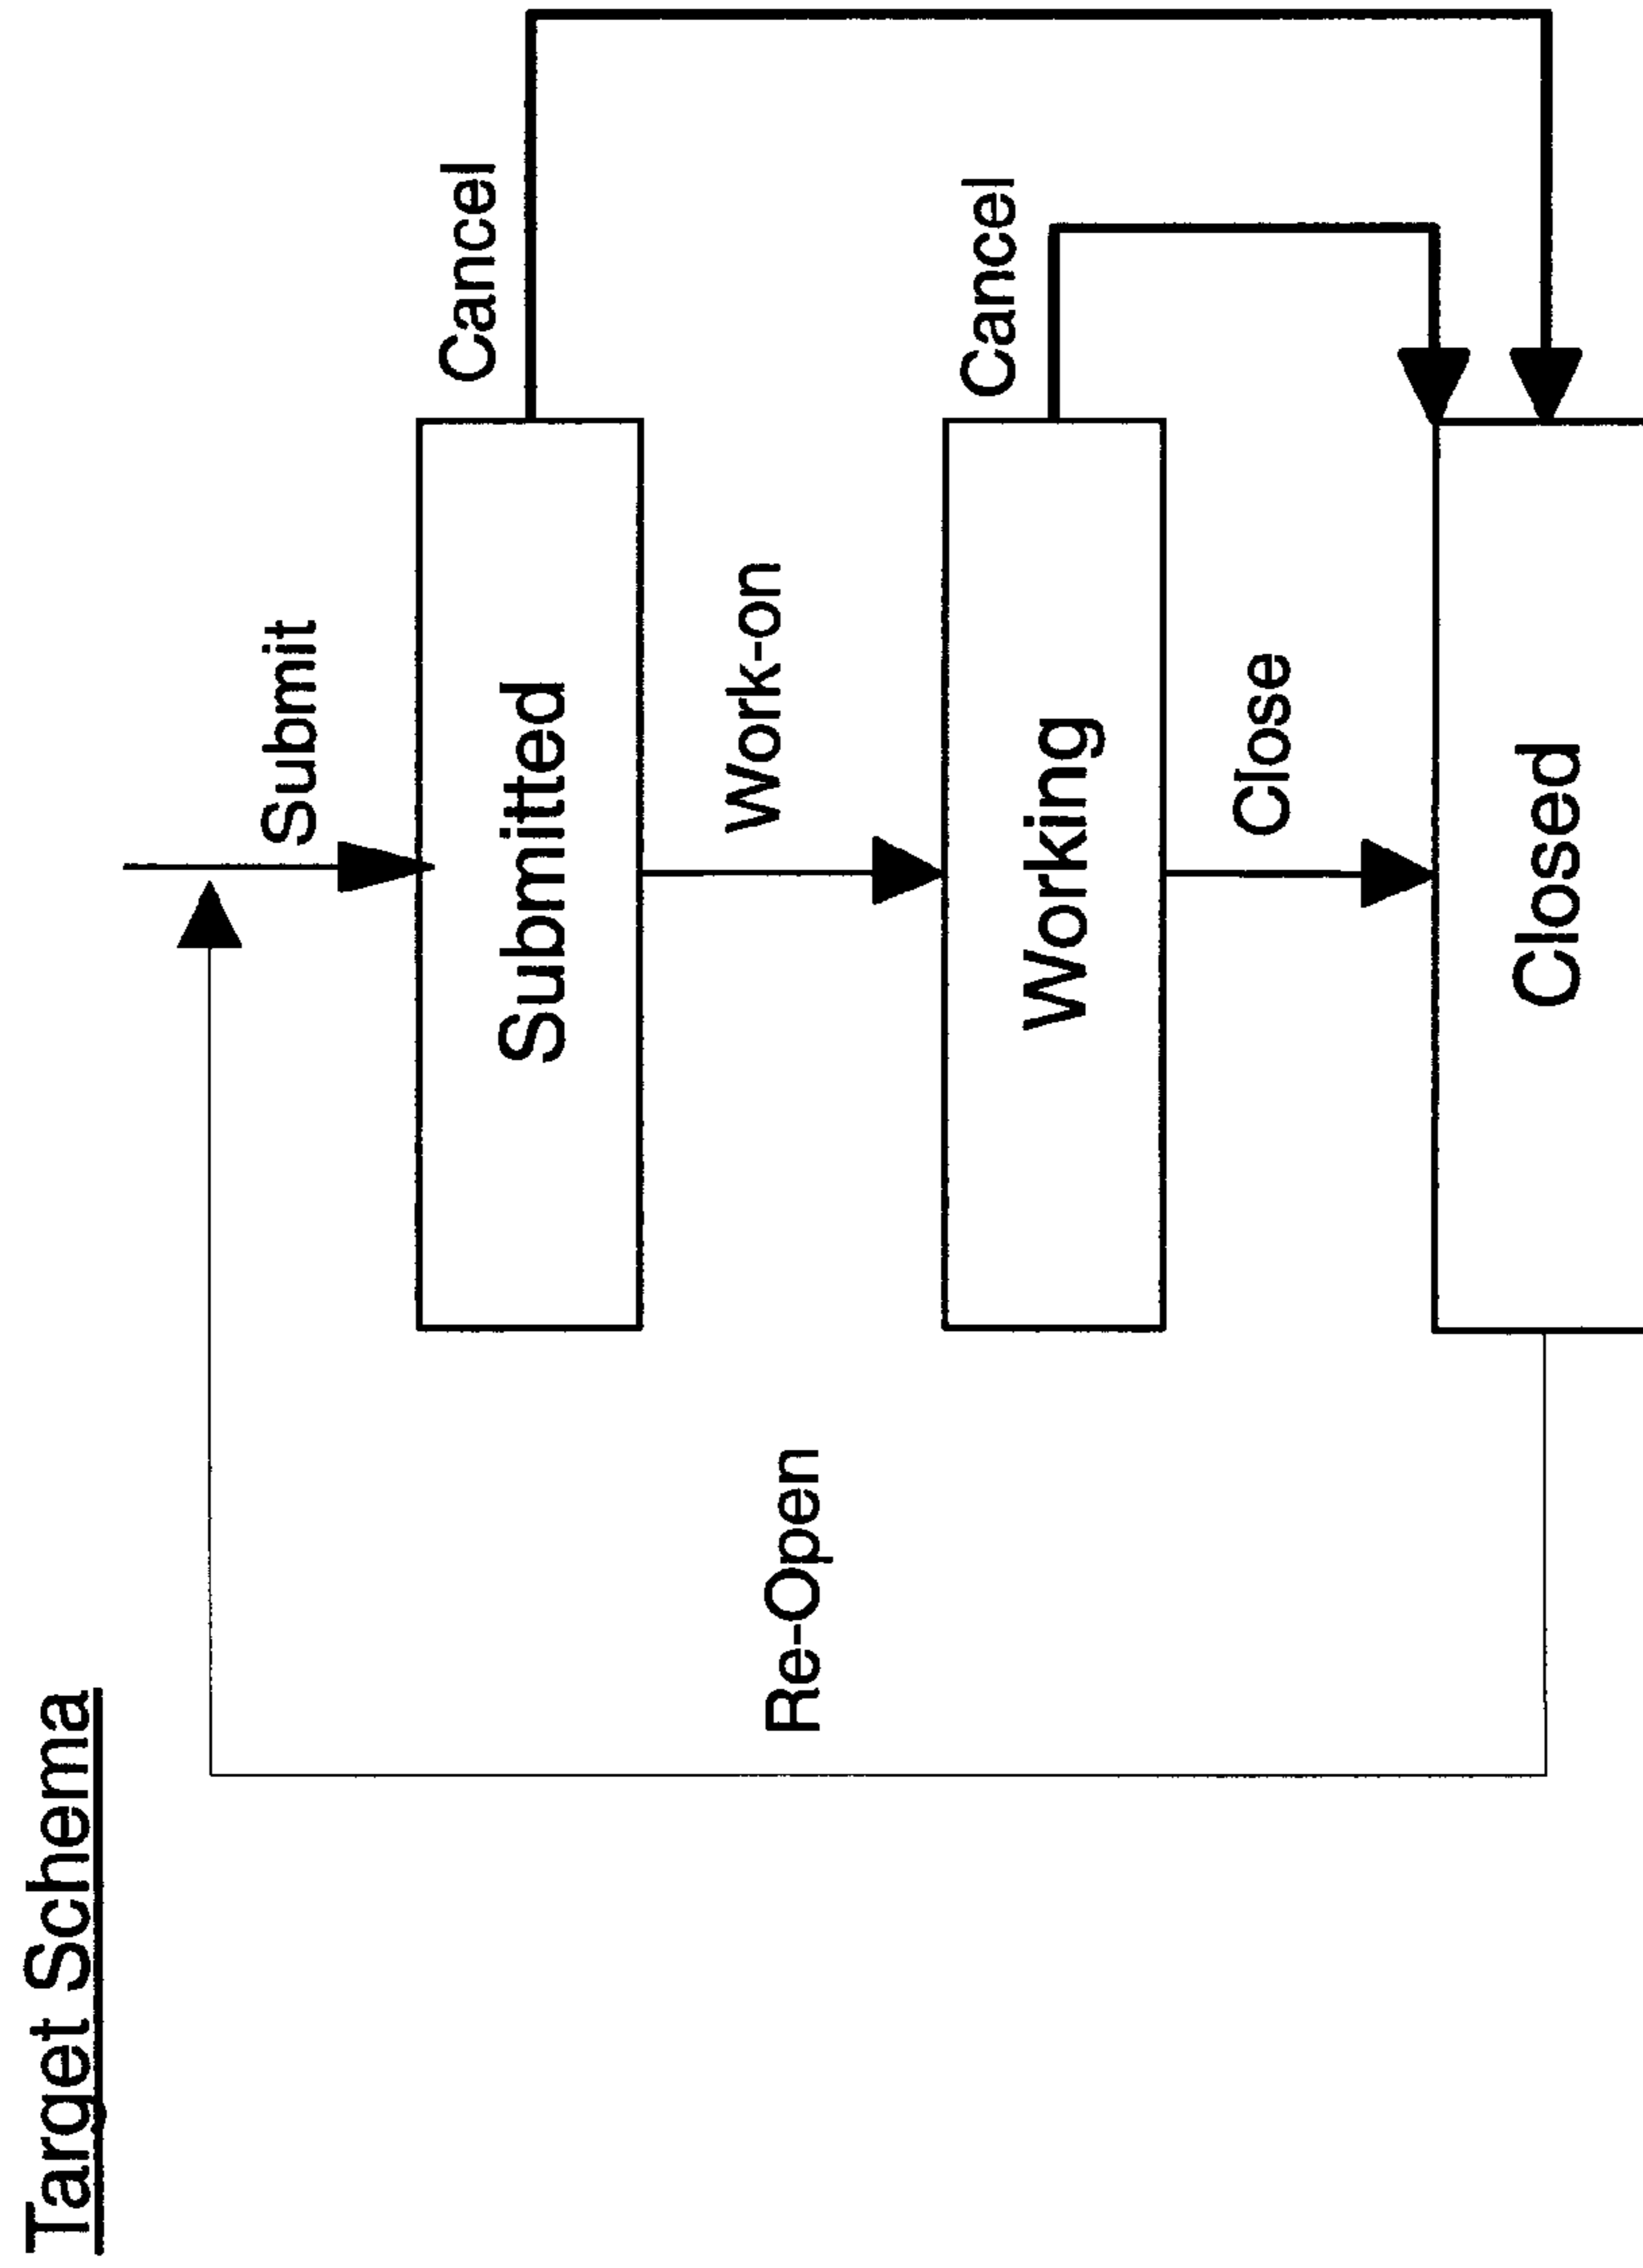 Target Schema
Submit
Submitted
Cancel
Work-on
Working
Cancel
Re-Open
Close
Closed